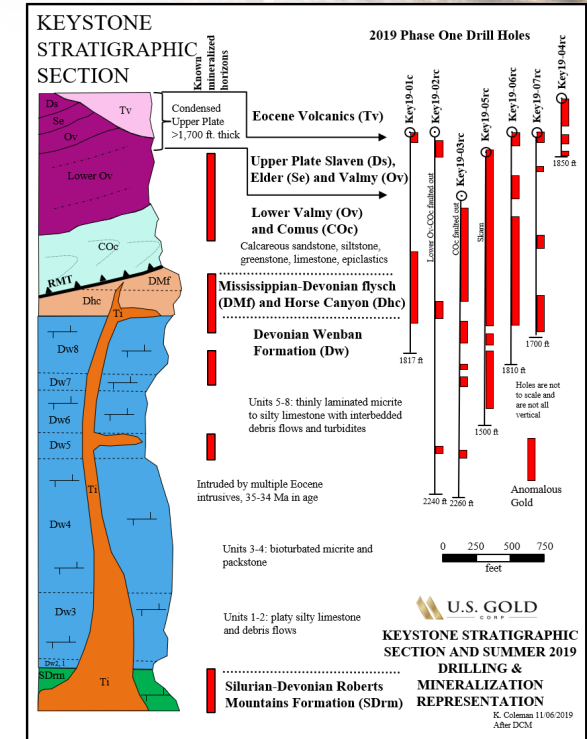 KEYSTONE
STRATIGRAPHIC
SECTION
Known
mineralized
horizons
2019 Phase One Drill Holes
Ds
Se
Ov
Tv
Lower Ov
COc
RMT
DMf
Dhc
Ti
Dw8
Dw7
Dw6
Dw5
Ti
Dw4
Dw3
Dw2, 1
SDrm
Ti
Condensed
Upper Plate
>1,700 ft. thick
Eocene Volcanics (Tv)
Upper Plate Slaven (Ds),
Elder (Se) and Valmy (Ov)
Lower Valmy (Ov)
and Comus (COc)
Calcareous sandstone, siltstone,
greenstone, limestone, epiclastics
Mississippian-Devonian flysch
(DMf) and Horse Canyon (Dhc)
Devonian Wenban
Formation (Dw)
Units 5-8: thinly laminated micrite
to silty limestone with interbedded
debris flows and turbidites
Intruded by multiple Eocene
intrusives, 35-34 Ma in age
Units 3-4: bioturbated micrite and
packstone
Units 1-2: platy silty limestone
and debris flows
Silurian-Devonian Roberts
Mountains Formation (SDrm)
Key19-01c
Key19-02rc
Key19-03rc
Key19-05rc
Key19-06rc
Key19-07rc
Key19-04rc
Lower Ov-COc faulted out
COc faulted out
Skarn
1817 ft
2240 ft
2260 ft
1500 ft
1810 ft
1700 ft
1850 ft
Holes are not
to scale and
are not all
vertical
Anomalous
Gold
0 250 500 750
feet
U.S. GOLD
CORP
KEYSTONE STRATIGRAPHIC
SECTION AND SUMMER 2019
DRILLING &
MINERALIZATION
REPRESENTATION
K. Coleman 11/06/2019
After DCM